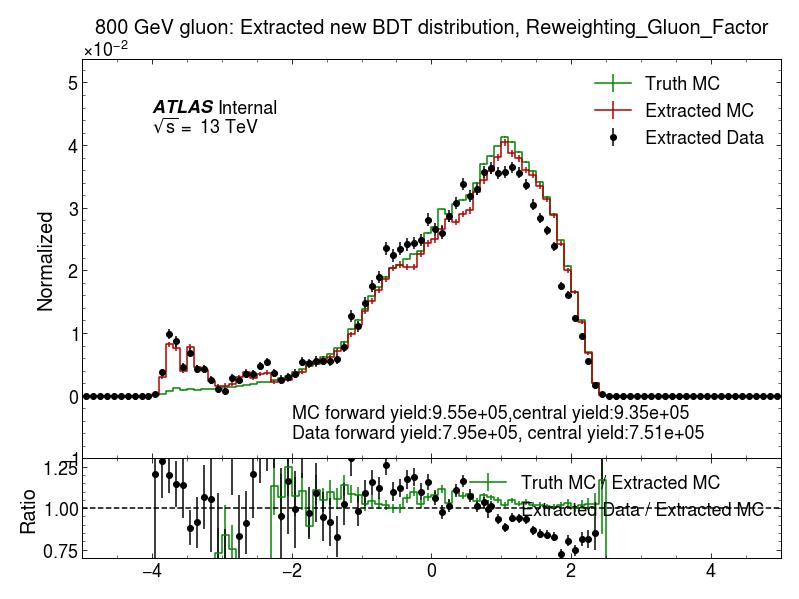 800 GeV gluon: Extracted new BDT distribution, Reweighting_Gluon_Factor
×10⁻²
ATLAS Internal
√s = 13 TeV
Truth MC
Extracted MC
Extracted Data
Normalized
5
4
3
2
1
0
MC forward yield:9.55e+05,central yield:9.35e+05
Data forward yield:7.95e+05, central yield:7.51e+05
Ratio
1.25
1.00
0.75
Truth MC / Extracted MC
Extracted Data / Extracted MC
−4
−2
0
2
4